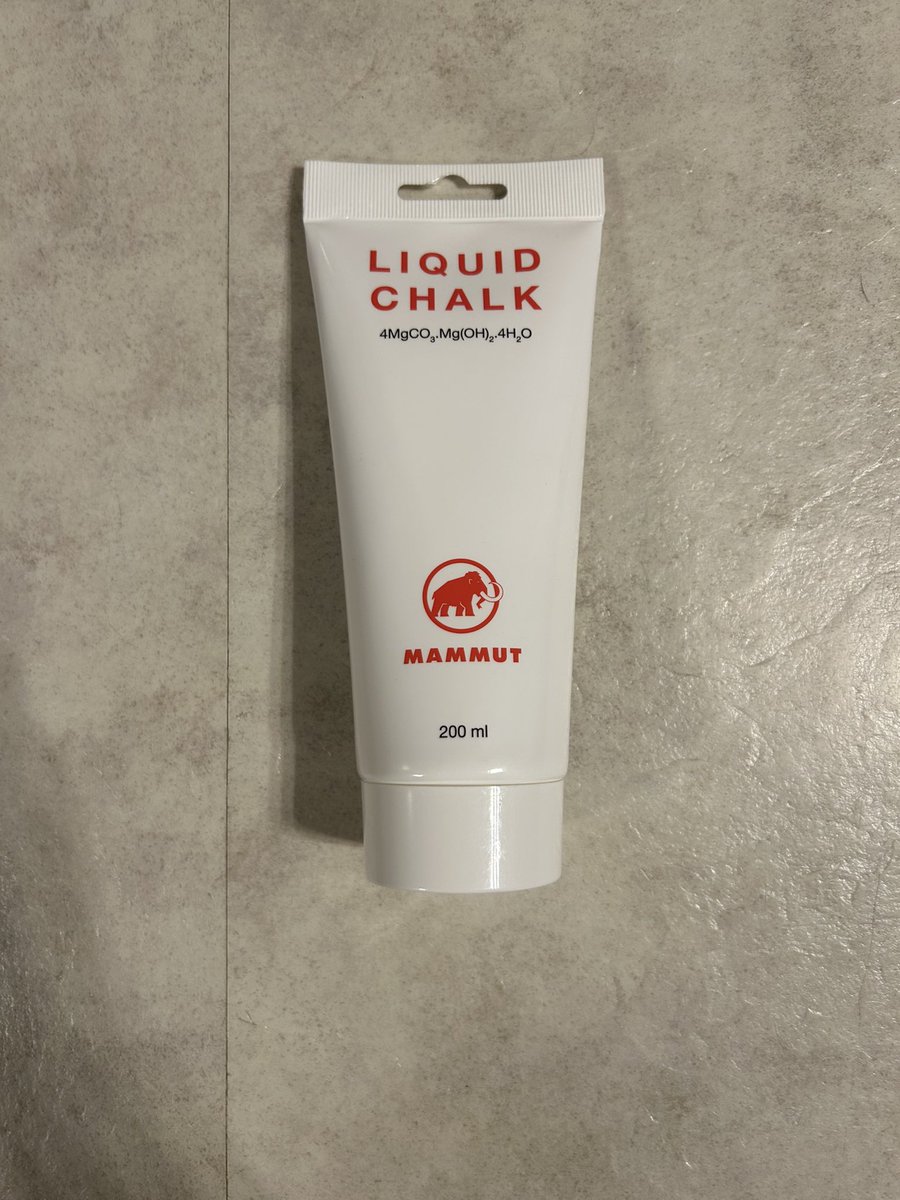 LIQUID
CHALK
4MgCO₃.Mg(OH)₂.4H₂O
MAMMUT
200 ml